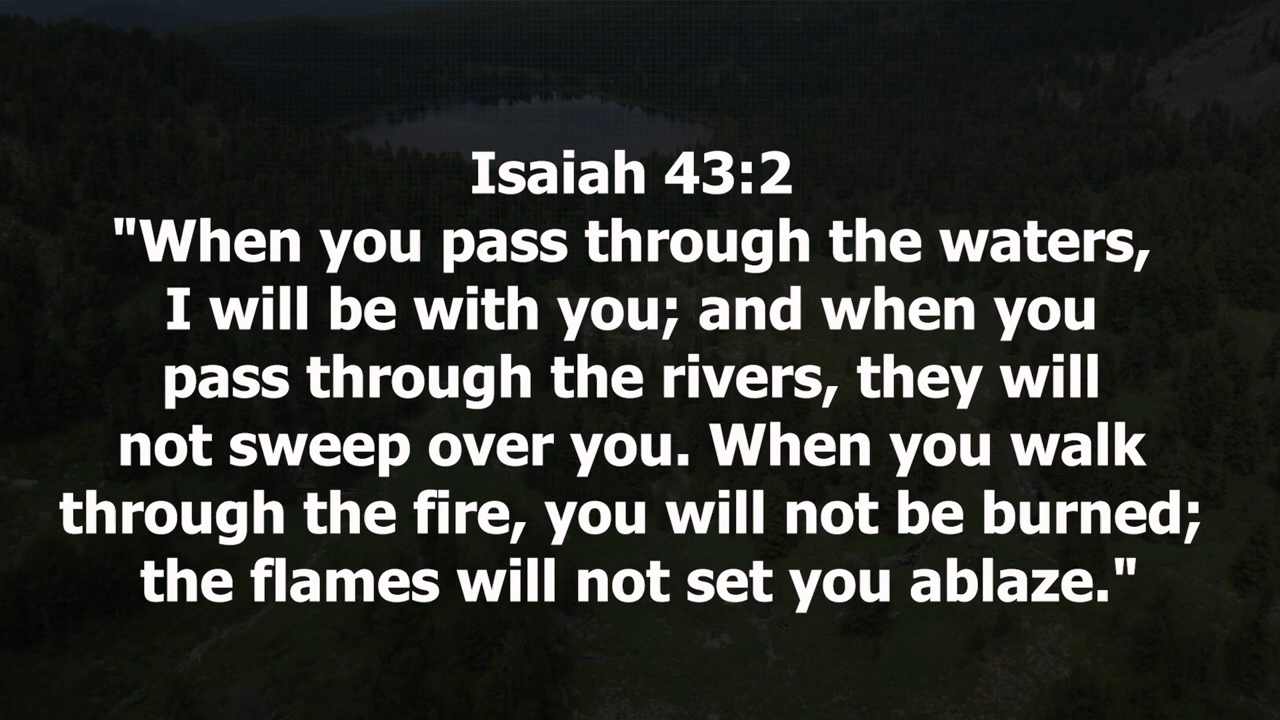 Isaiah 43:2
"When you pass through the waters,
I will be with you; and when you
pass through the rivers, they will
not sweep over you. When you walk
through the fire, you will not be burned;
the flames will not set you ablaze."